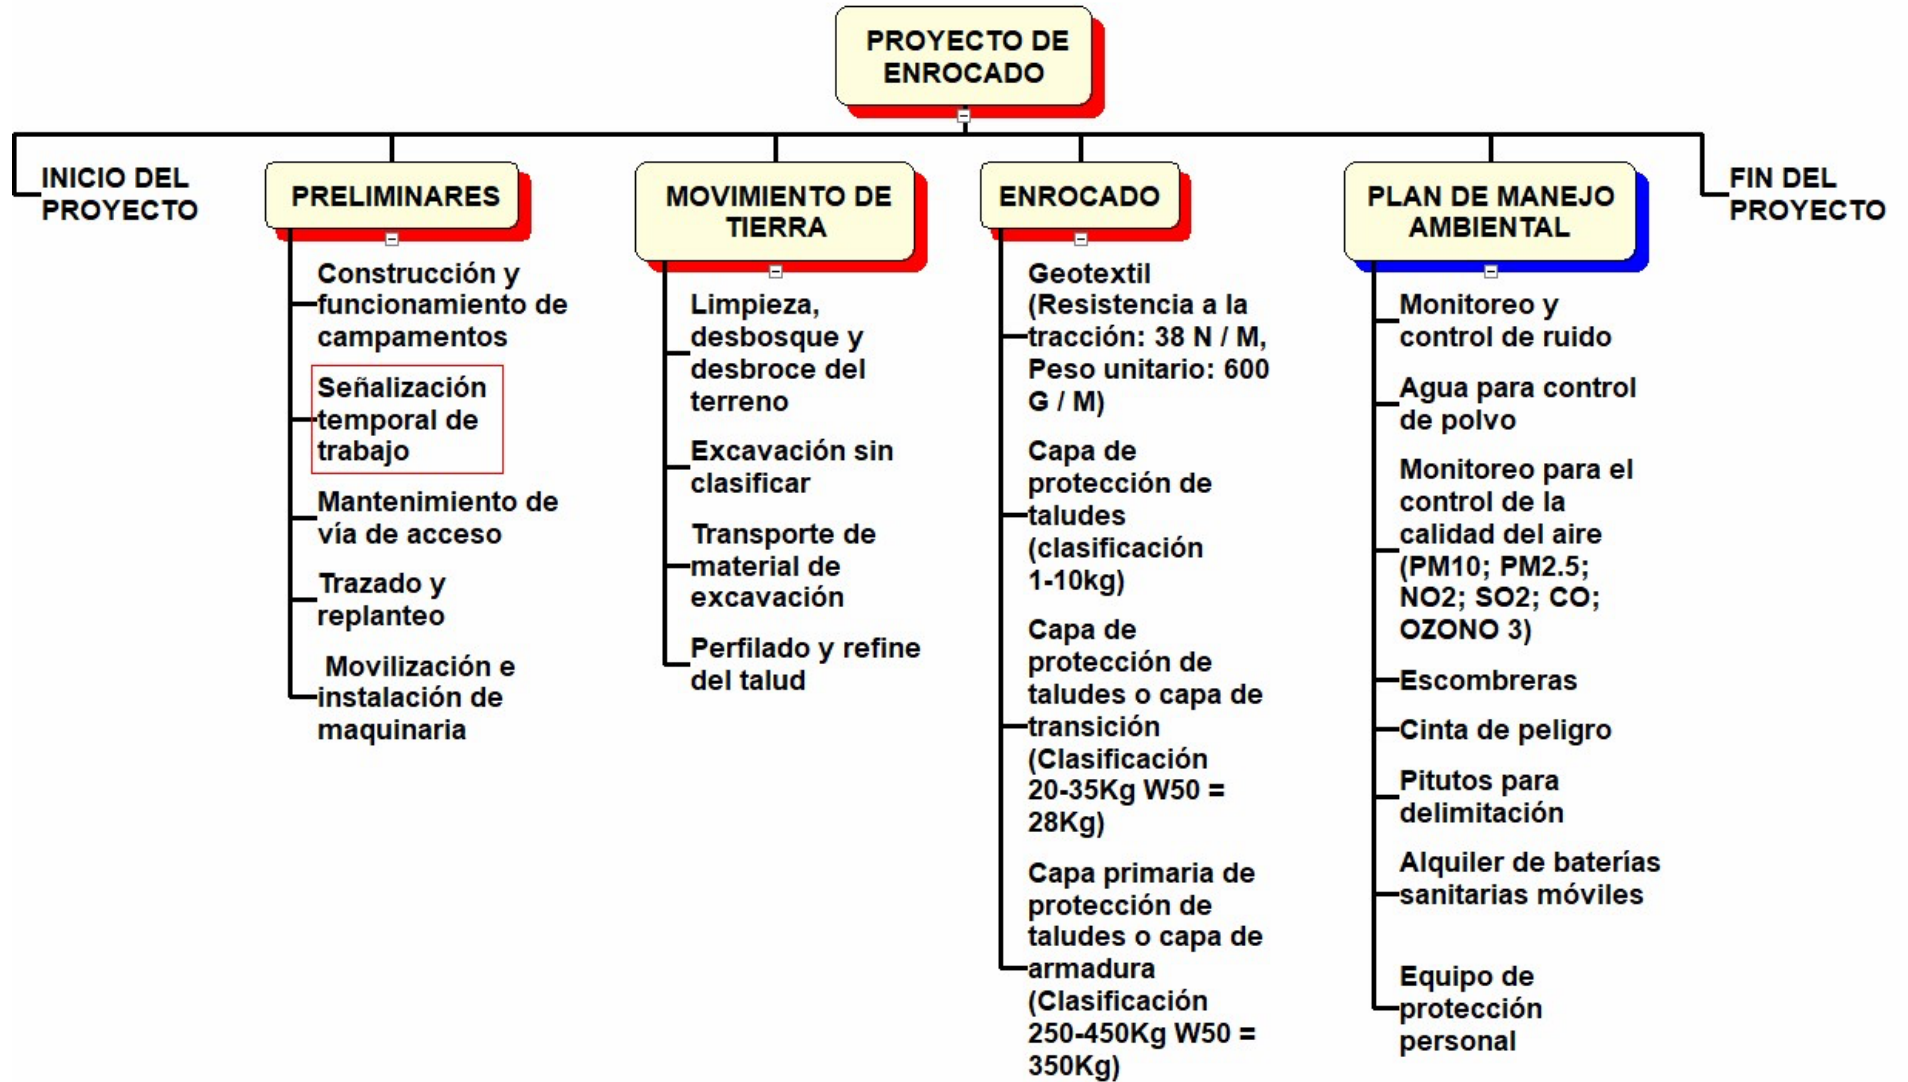 PROYECTO DE
ENROCADO
INICIO DEL
PROYECTO
PRELIMINARES
Construcción y
funcionamiento de
campamentos
Señalización
temporal de
trabajo
Mantenimiento de
vía de acceso
Trazado y
replanteo
Movilización e
instalación de
maquinaria
MOVIMIENTO DE
TIERRA
Limpieza,
desbosque y
desbroce del
terreno
Excavación sin
clasificar
Transporte de
material de
excavación
Perfilado y refine
del talud
ENROCADO
Geotextil
(Resistencia a la
tracción: 38 N / M,
Peso unitario: 600
G / M)
Capa de
protección de
taludes
(clasificación
1-10kg)
Capa de
protección de
taludes o capa de
transición
(Clasificación
20-35Kg W50 =
28Kg)
Capa primaria de
protección de
taludes o capa de
armadura
(Clasificación
250-450Kg W50 =
350Kg)
PLAN DE MANEJO
AMBIENTAL
Monitoreo y
control de ruido
Agua para control
de polvo
Monitoreo para el
control de la
calidad del aire
(PM10; PM2.5;
NO2; SO2; CO;
OZONO 3)
Escombreras
Cinta de peligro
Pitutos para
delimitación
Alquiler de baterías
sanitarias móviles
Equipo de
protección
personal
FIN DEL
PROYECTO